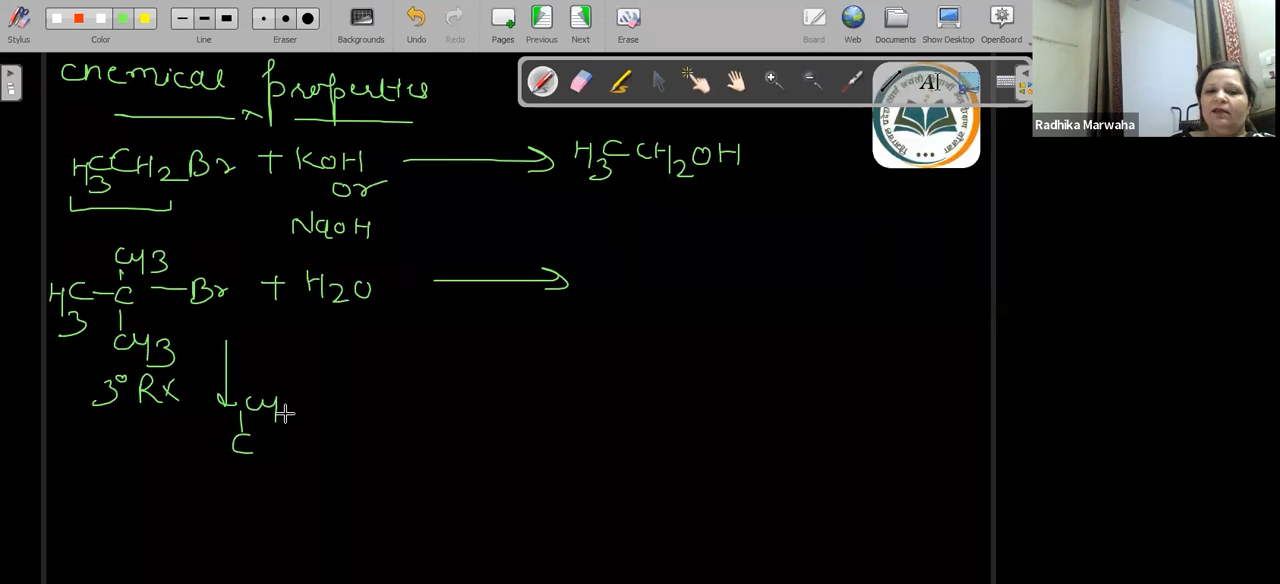 Stylus Color Line Eraser Backgrounds Undo Redo Pages Previous Next Erase Board Web Documents Show Desktop OpenBoard
Radhika Marwaha
chemical properties
H3CCH2Br + KOH ⟶ H3CCH2OH
or
NaOH
CH3
H3C—C—Br + H2O ⟶
CH3
3° Rx
CH
C